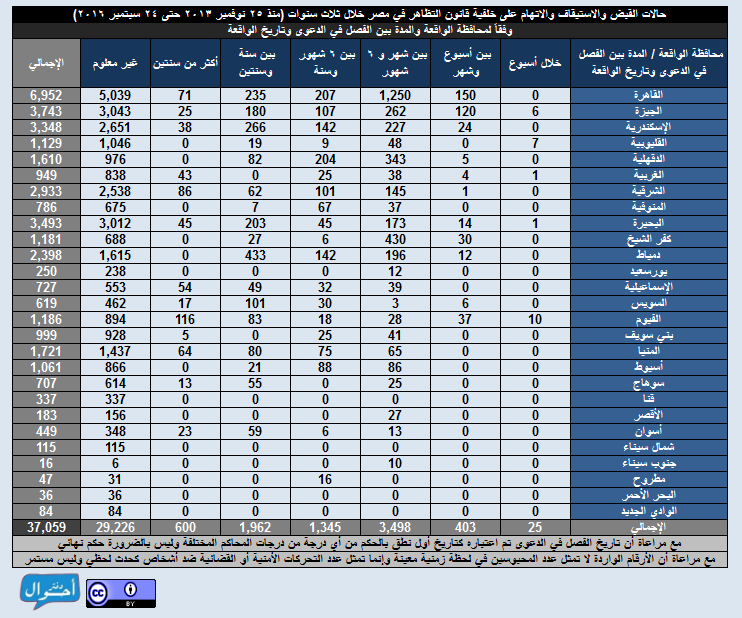 حالات القبض والاستيقاف والاتهام على خلفية قانون التظاهر في مصر خلال ثلاث سنوات (منذ ٢٥ نوفمبر ٢٠١٣ حتى ٢٤ سبتمبر ٢٠١٦)
وفقاً لمحافظة الواقعة والمدة بين الفصل في الدعوى وتاريخ الواقعة
محافظة الواقعة / المدة بين الفصل في الدعوى وتاريخ الواقعة خلال أسبوع بين أسبوع وشهر بين شهر و ٦ شهور بين ٦ شهور وسنة بين سنة وسنتين أكثر من سنتين غير معلوم الإجمالي
القاهرة 0 150 1,250 207 235 71 5,039 6,952
الجيزة 6 120 262 107 180 25 3,043 3,743
الإسكندرية 0 24 227 142 266 38 2,651 3,348
القليوبية 7 0 48 9 19 0 1,046 1,129
الدقهلية 0 5 343 204 82 0 976 1,610
الغربية 1 4 38 25 0 43 838 949
الشرقية 0 1 145 101 62 86 2,538 2,933
المنوفية 0 0 37 67 7 0 675 786
البحيرة 1 14 173 45 203 45 3,012 3,493
كفر الشيخ 0 30 430 6 27 0 688 1,181
دمياط 0 12 196 142 433 0 1,615 2,398
بورسعيد 0 0 12 0 0 0 238 250
الإسماعيلية 0 0 39 32 49 54 553 727
السويس 0 6 3 30 101 17 462 619
الفيوم 10 37 28 18 83 116 894 1,186
بني سويف 0 0 41 25 0 5 928 999
المنيا 0 0 65 75 80 64 1,437 1,721
أسيوط 0 0 86 88 21 0 866 1,061
سوهاج 0 0 25 0 55 13 614 707
قنا 0 0 0 0 0 0 337 337
الأقصر 0 0 27 0 0 0 156 183
أسوان 0 0 13 6 59 23 348 449
شمال سيناء 0 0 0 0 0 0 115 115
جنوب سيناء 0 0 10 0 0 0 6 16
مطروح 0 0 0 16 0 0 31 47
البحر الأحمر 0 0 0 0 0 0 36 36
الوادي الجديد 0 0 0 0 0 0 84 84
الإجمالي 25 403 3,498 1,345 1,962 600 29,226 37,059
مع مراعاة أن تاريخ الفصل في الدعوى تم اعتباره كتاريخ أول نطق بالحكم من أي درجة من درجات المحاكم المختلفة وليس بالضرورة حكم نهائي
مع مراعاة أن الأرقام الواردة لا تمثل عدد المحبوسين في لحظة زمنية معينة وإنما تمثل عدد التحركات الأمنية أو القضائية ضد أشخاص كحدث لحظي وليس مستمر
دفتر أحوال
cc BY